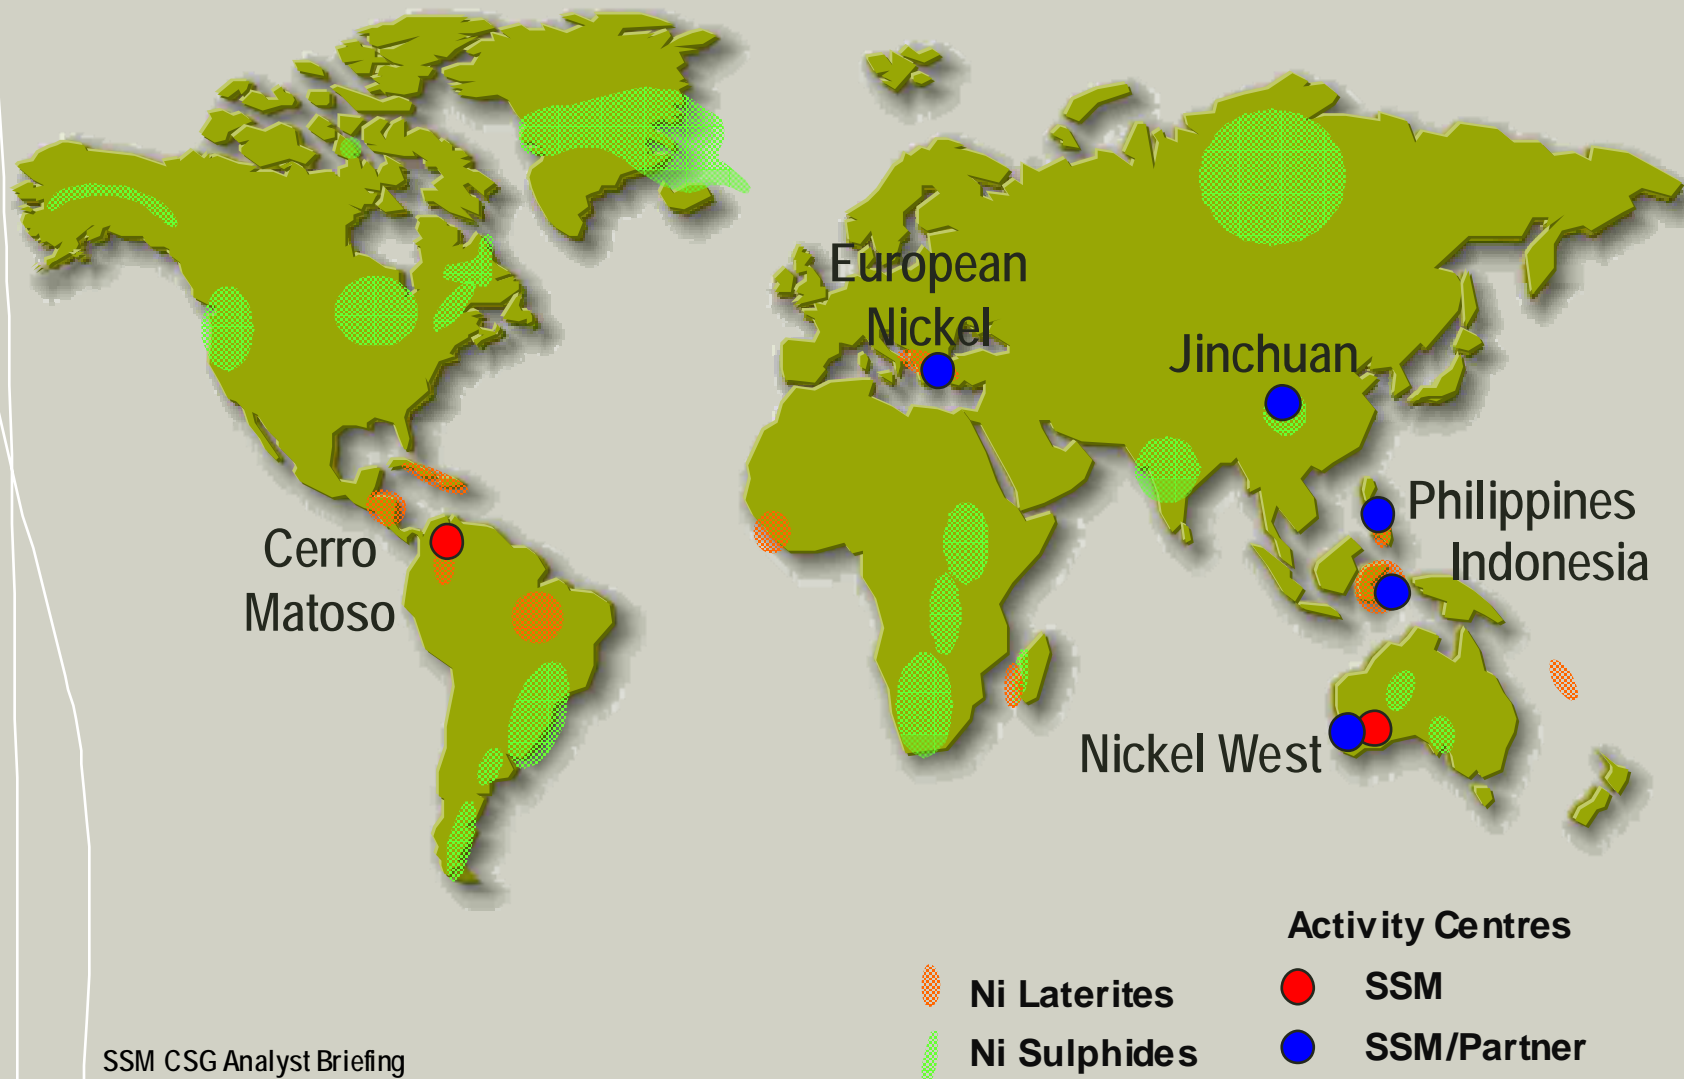 European
Nickel
Jinchuan
Philippines
Indonesia
Cerro
Matoso
Nickel West
Activity Centres
Ni Laterites
SSM
Ni Sulphides
SSM/Partner
SSM CSG Analyst Briefing